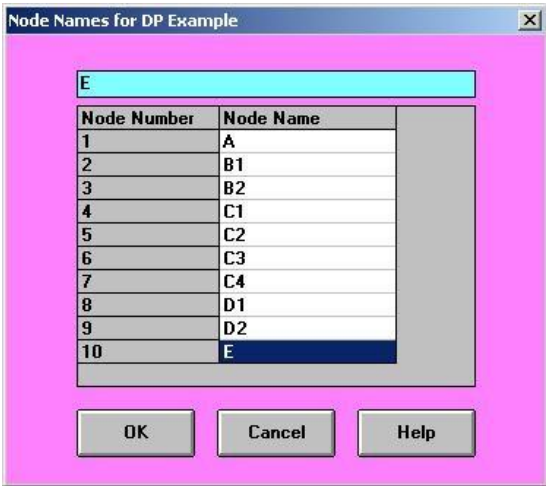 Node Names for DP Example
E
Node Number Node Name
1 A
2 B1
3 B2
4 C1
5 C2
6 C3
7 C4
8 D1
9 D2
10 E
OK Cancel Help